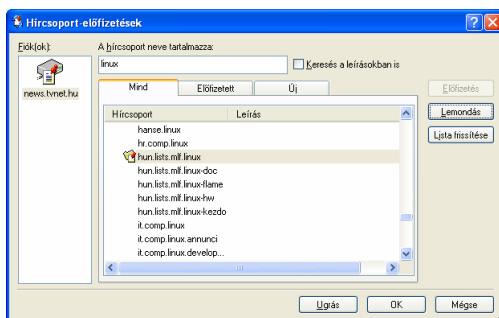 Hírcsoport-előfizetések
Fiók(ok):
A hírcsoport neve tartalmazza:
linux
Keresés a leírásokban is
news.tvnet.hu
Mind
Előfizetett
Új
Előfizetés
Lemondás
Lista frissítése
Hírcsoport
Leírás
hanse.linux
hr.comp.linux
hun.lists.mlf.linux
hun.lists.mlf.linux-doc
hun.lists.mlf.linux-flame
hun.lists.mlf.linux-hw
hun.lists.mlf.linux-kezdo
it.comp.linux
it.comp.linux.annunci
it.comp.linux.develop...
Ugrás
OK
Mégse